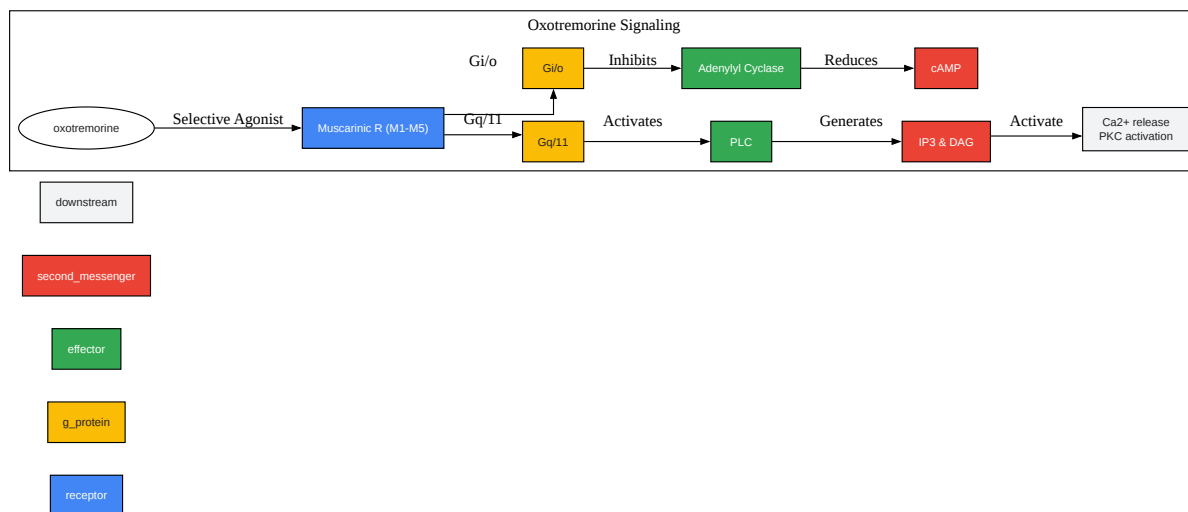 Oxotremorine Signaling
Gi/o
Gi/o
Inhibits
Adenylyl Cyclase
Reduces
cAMP
oxotremorine
Selective Agonist
Muscarinic R (M1-M5)
Gq/11
Gq/11
Activates
PLC
Generates
IP3 & DAG
Activate
Ca2+ release
PKC activation
downstream
second_messenger
effector
g_protein
receptor